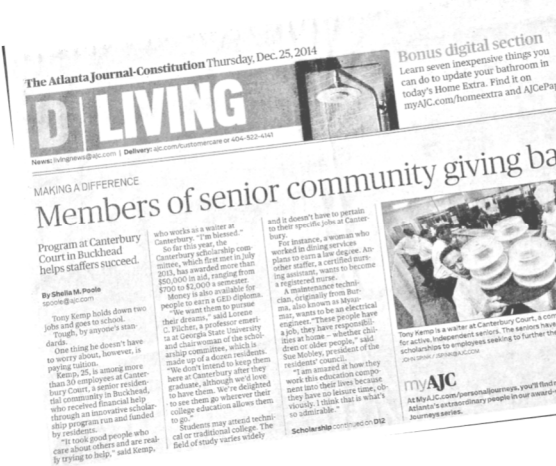 The Atlanta Journal-Constitution Thursday, Dec. 25, 2014
D LIVING
News: livingnews@ajc.com | Delivery: ajc.com/customercare or 404-522-4141
Bonus digital section
Learn seven inexpensive things you
can do to update your bathroom in
today's Home Extra. Find it on
myAJC.com/homeextra and AJCePap
MAKING A DIFFERENCE
Members of senior community giving ba
Program at Canterbury
Court in Buckhead
helps staffers succeed.
By Shelia M. Poole
spoole@ajc.com
Tony Kemp holds down two
jobs and goes to school.
Tough, by anyone's stan-
dards.
One thing he doesn't have
to worry about, however, is
paying tuition.
Kemp, 25, is among more
than 30 employees at Canter-
bury Court, a senior residen-
tial community in Buckhead,
who received financial help
through an innovative scholar-
ship program run and funded
by residents.
"It took good people who
care about others and are real-
ly trying to help," said Kemp,
who works as a waiter at
Canterbury. "I'm blessed."
So far this year, the
Canterbury scholarship com-
mittee, which first met in July
2013, has awarded more than
$50,000 in aid, ranging from
$700 to $2,000 a semester.
Money is also available for
people to earn a GED diploma.
"We want them to pursue
their dreams," said Lorene
C. Pilcher, a professor emeri-
ta at Georgia State University
and chairwoman of the schol-
arship committee, which is
made up of a dozen residents.
"We don't intend to keep them
here at Canterbury after they
graduate, although we'd love
to have them. We're delighted
to see them go wherever their
college education allows them
to go."
Students may attend techni-
cal or traditional college. The
field of study varies widely
and it doesn't have to pertain
to their specific jobs at Canter-
bury.
For instance, a woman who
worked in dining services
plans to earn a law degree. An-
other staffer, a certified nurs-
ing assistant, wants to become
a registered nurse.
A maintenance techni-
cian, originally from Bur-
ma, also known as Myan-
mar, wants to be an electrical
engineer. "These people have
a job, they have responsibil-
ities at home – whether chil-
dren or older people," said
Sue Mobley, president of the
residents' council.
"I am amazed at how they
work this education compo-
nent into their lives because
they have no leisure time, ob-
viously. I think that is what's
so admirable."
Scholarship continued on D12
Tony Kemp is a waiter at Canterbury Court, a com
for active, independent seniors. The seniors have
scholarships to employees seeking to further the
myAJC
At MyAJC.com/personaljourneys, you'll find s
Atlanta's extraordinary people in our award-
Journeys series.